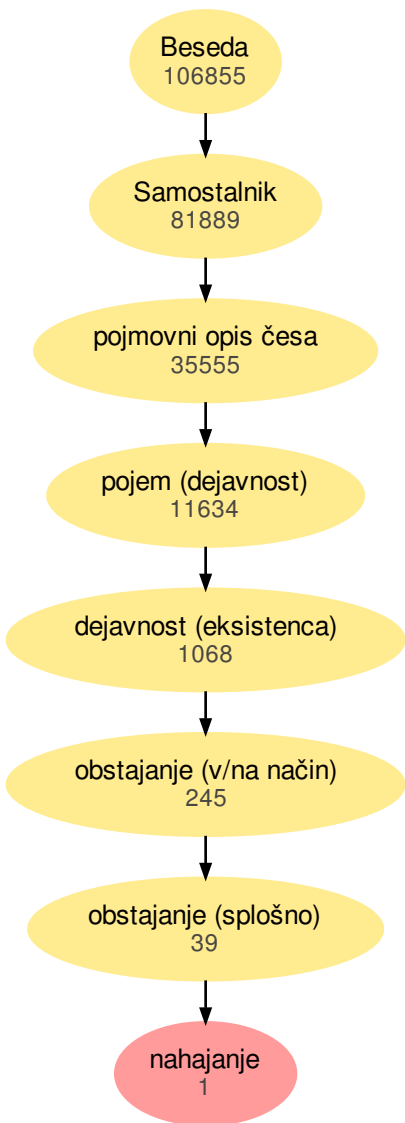 Beseda
106855
Samostalnik
81889
pojmovni opis česa
35555
pojem (dejavnost)
11634
dejavnost (eksistenca)
1068
obstajanje (v/na način)
245
obstajanje (splošno)
39
nahajanje
1